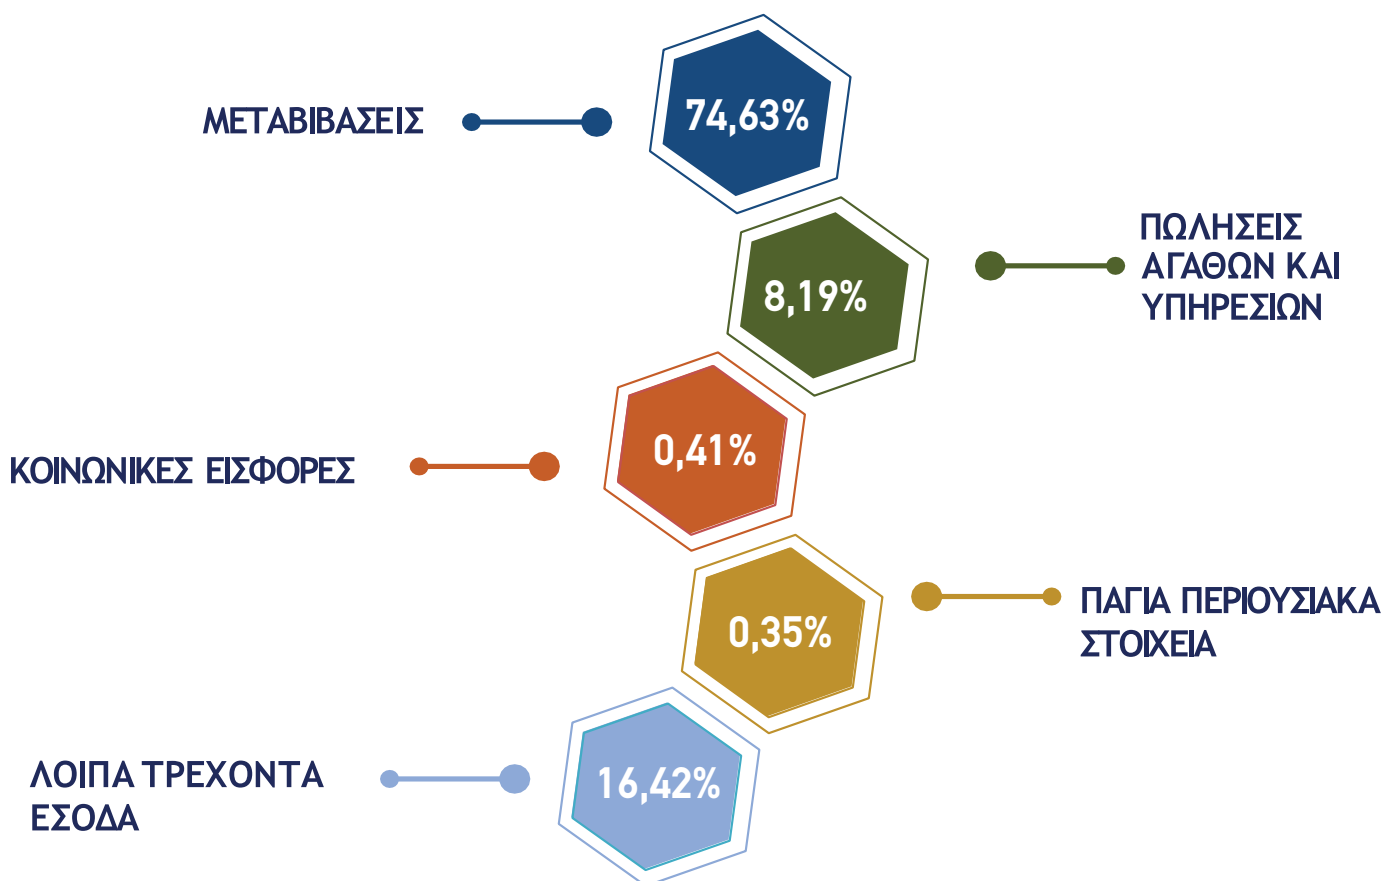 74,63%
ΜΕΤΑΒΙΒΑΣΕΙΣ
ΠΩΛΗΣΕΙΣ
ΑΓΑΘΩΝ ΚΑΙ
ΥΠΗΡΕΣΙΩΝ
8,19%
0,41%
ΚΟΙΝΩΝΙΚΕΣ ΕΙΣΦΟΡΕΣ
0,35%
ΠΑΓΙΑ ΠΕΡΙΟΥΣΙΑΚΑ
ΣΤΟΙΧΕΙΑ
16,42%
ΛΟΙΠΑ ΤΡΕΧΟΝΤΑ
ΕΣΟΔΑ